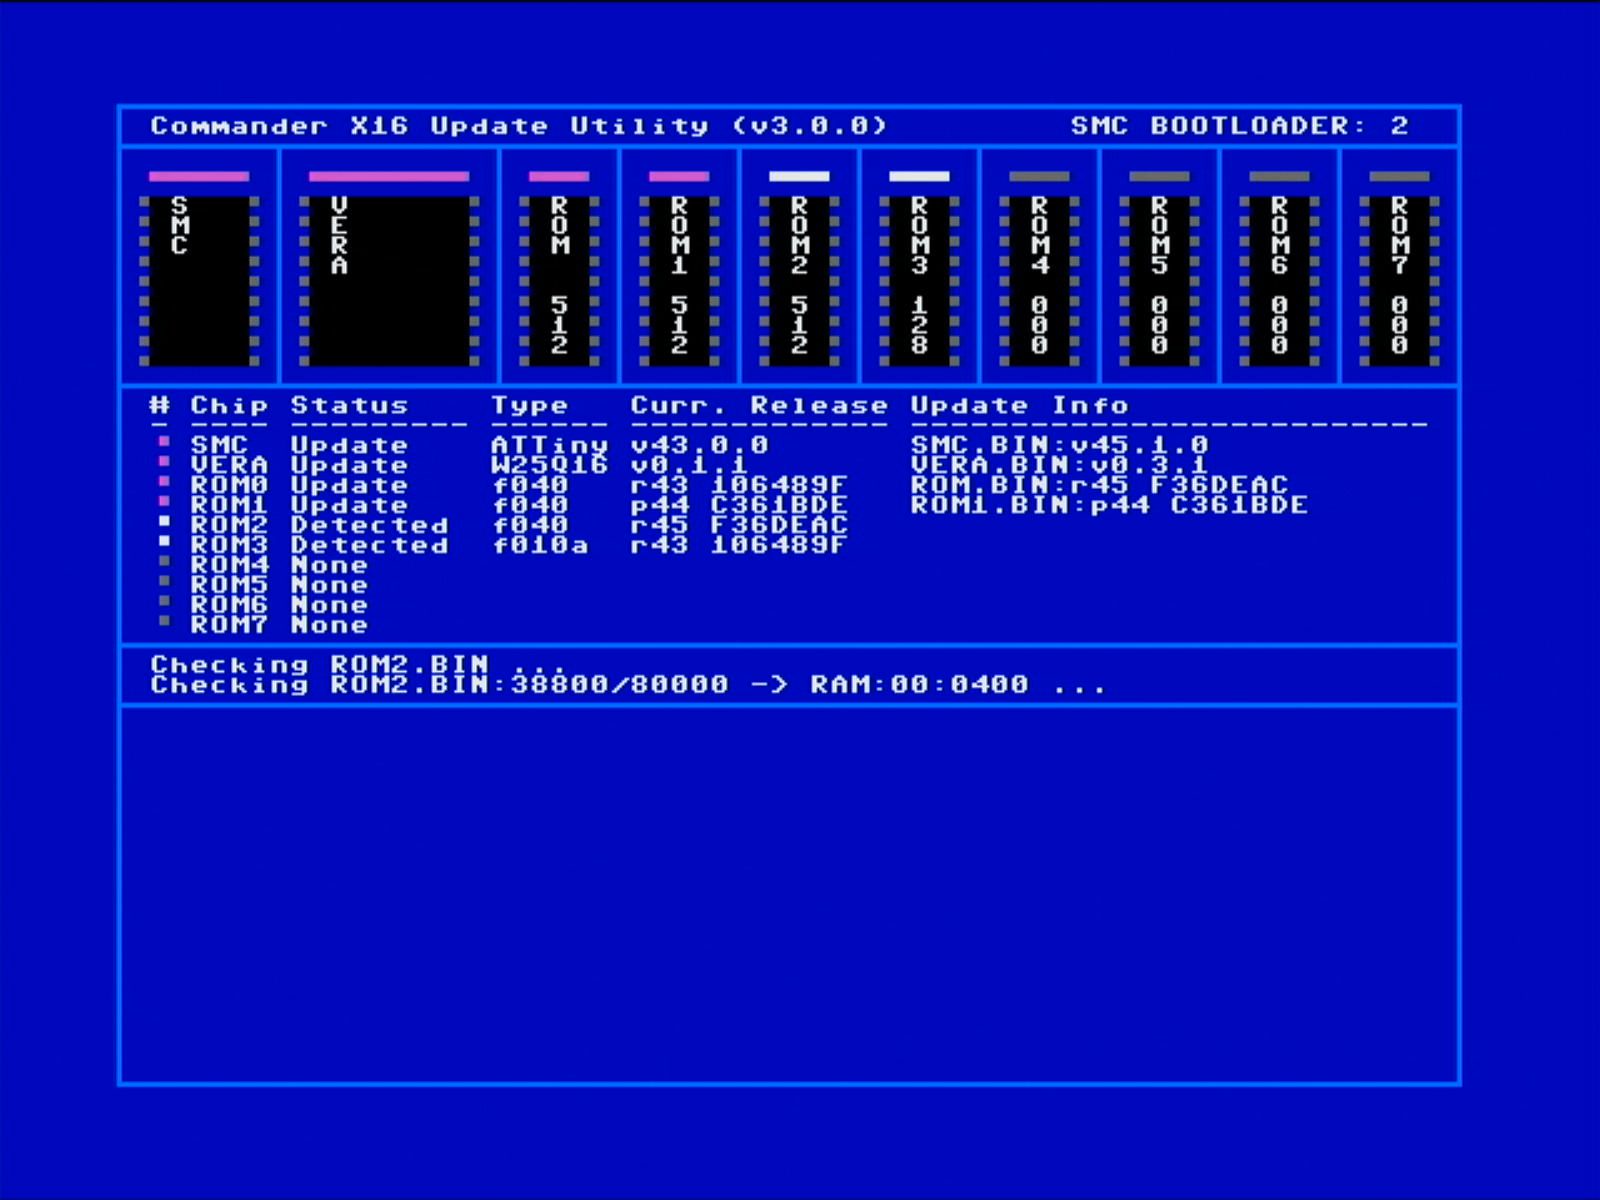 Commander X16 Update Utility (v3.0.0) SMC BOOTLOADER: 2
SMC VERA ROM 512 ROM1 512 ROM2 512 ROM3 128 ROM4 000 ROM5 000 ROM6 000 ROM7 000
# Chip Status Type Curr. Release Update Info
- ---- --------- ------ ------------- --------------------------
SMC Update ATTiny v43.0.0 SMC.BIN:v45.1.0
VERA Update W25Q16 v0.1.1 VERA.BIN:v0.3.1
ROM0 Update f040 r43 106489F ROM.BIN:r45 F36DEAC
ROM1 Update f040 p44 C361BDE ROM1.BIN:p44 C361BDE
ROM2 Detected f040 r45 F36DEAC
ROM3 Detected f010a r43 106489F
ROM4 None
ROM5 None
ROM6 None
ROM7 None
Checking ROM2.BIN ...
Checking ROM2.BIN:38800/80000 -> RAM:00:0400 ...